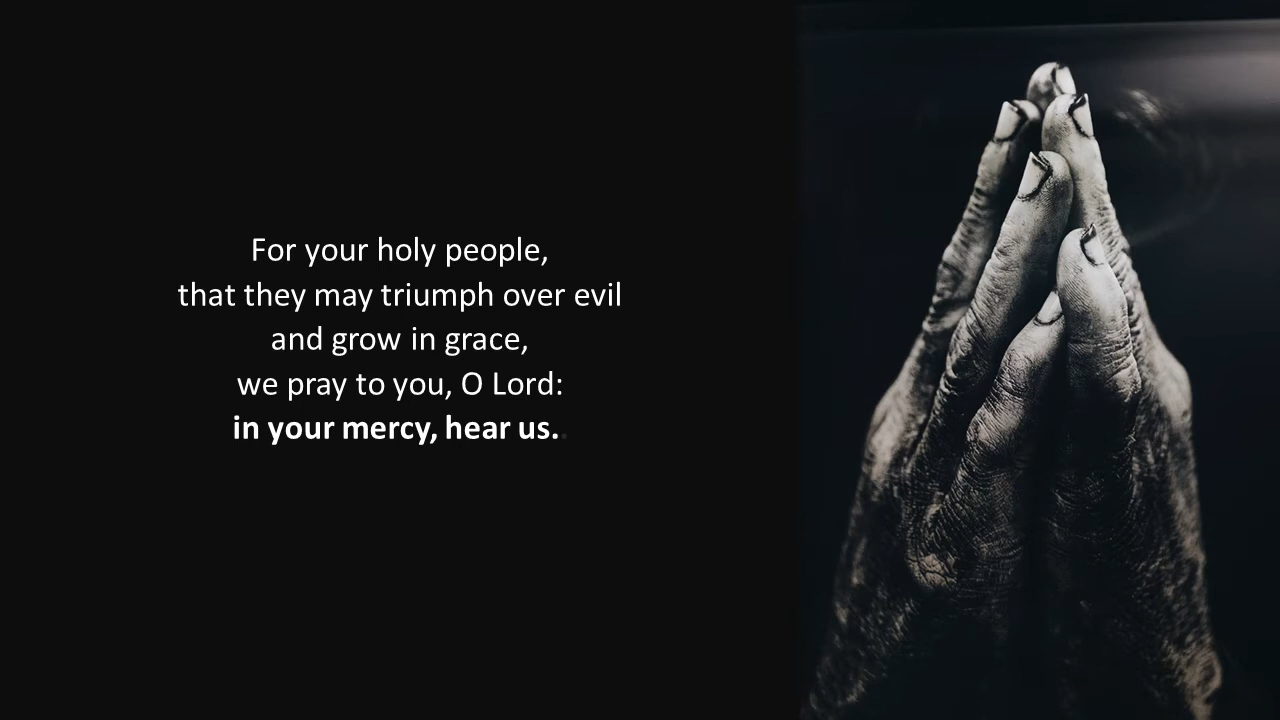 For your holy people,
that they may triumph over evil
and grow in grace,
we pray to you, O Lord:
in your mercy, hear us..